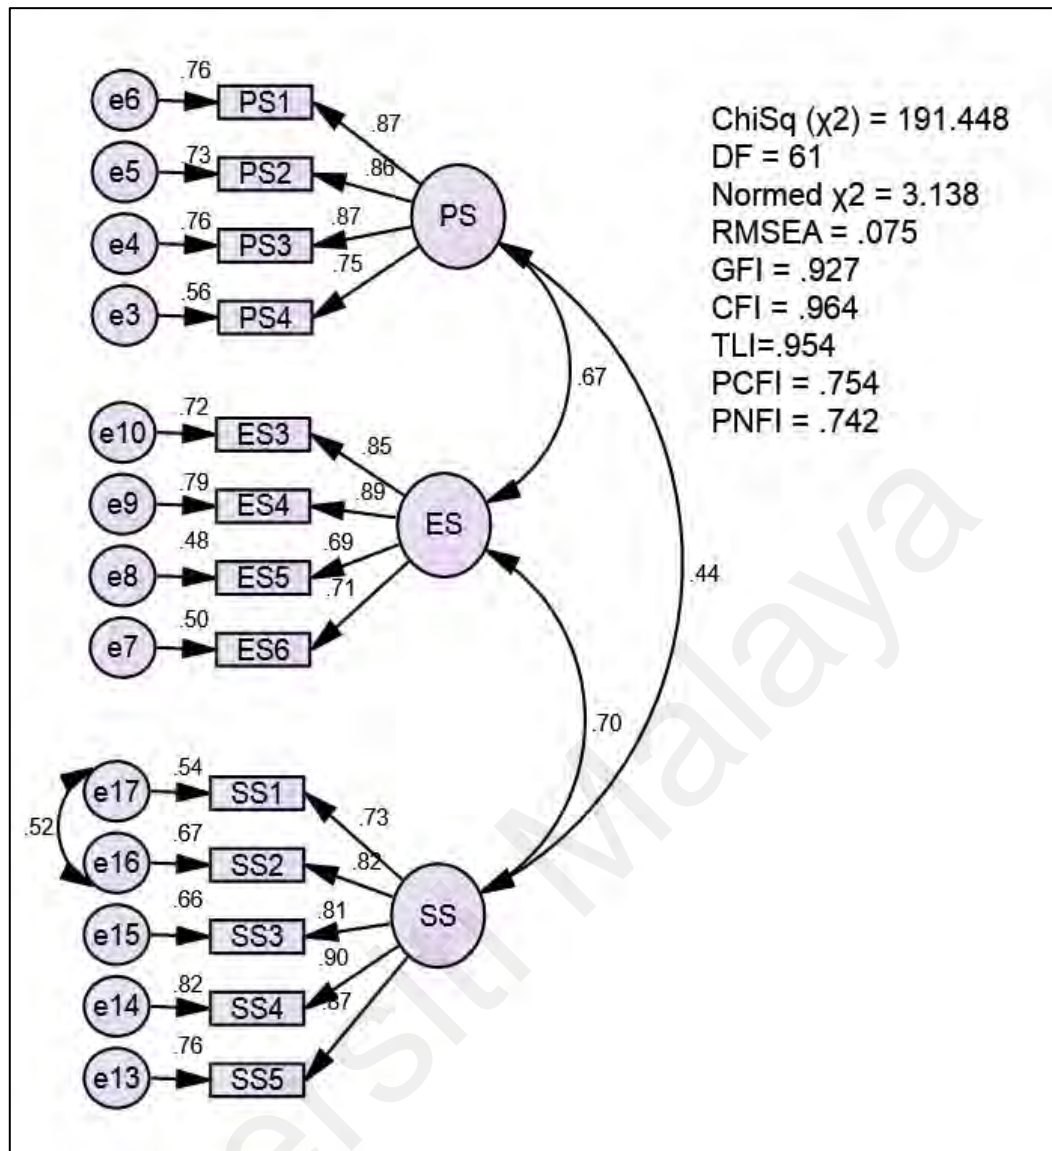 .76
e6
PS1
.87
.73
e5
PS2
.86
.76
e4
PS3
.87
.56
e3
PS4
.75
PS
ChiSq (χ2) = 191.448
DF = 61
Normed χ2 = 3.138
RMSEA = .075
GFI = .927
CFI = .964
TLI=.954
PCFI = .754
PNFI = .742
.67
.72
e10
ES3
.85
.79
e9
ES4
.89
.48
e8
ES5
.69
.50
e7
ES6
.71
ES
.44
.70
.54
e17
SS1
.73
.52
.67
e16
SS2
.82
.66
e15
SS3
.81
.82
e14
SS4
.90
.76
e13
SS5
.87
SS
ersiti Malaya